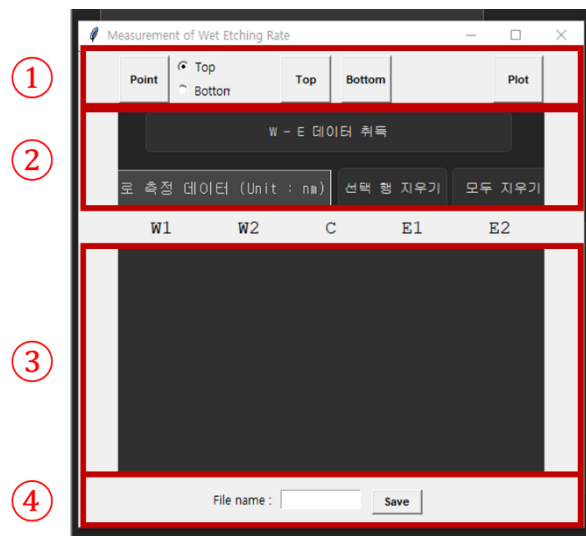 Measurement of Wet Etching Rate
①
Point
Top
Bottom
Top
Bottom
Plot
②
W - E 데이터 취득
로 측정 데이터 (Unit : nm)
선택 행 지우기
모두 지우기
W1 W2 C E1 E2
③
④
File name :
Save